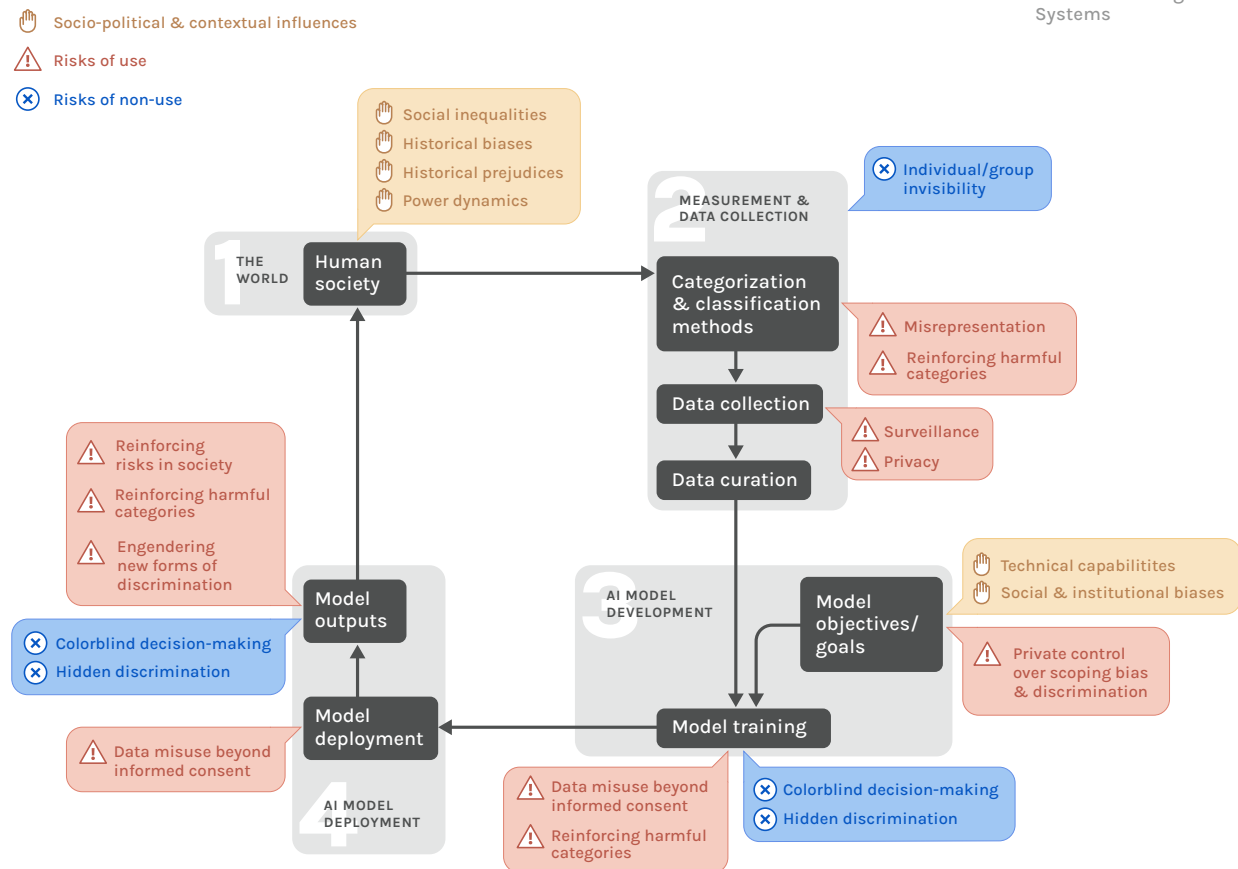 Systems
Socio-political & contextual influences
Risks of use
Risks of non-use
Social inequalities
Historical biases
Historical prejudices
Power dynamics
1
THE
WORLD
Human
society
2
MEASUREMENT &
DATA COLLECTION
Individual/group
invisibility
Categorization
& classification
methods
Misrepresentation
Reinforcing harmful
categories
Data collection
Surveillance
Privacy
Data curation
3
AI MODEL
DEVELOPMENT
Model
objectives/
goals
Technical capabilitites
Social & institutional biases
Private control
over scoping bias
& discrimination
Model training
Data misuse beyond
informed consent
Reinforcing harmful
categories
Colorblind decision-making
Hidden discrimination
Reinforcing
risks in society
Reinforcing harmful
categories
Engendering
new forms of
discrimination
Model
outputs
Colorblind decision-making
Hidden discrimination
Model
deployment
Data misuse beyond
informed consent
4
AI MODEL
DEPLOYMENT